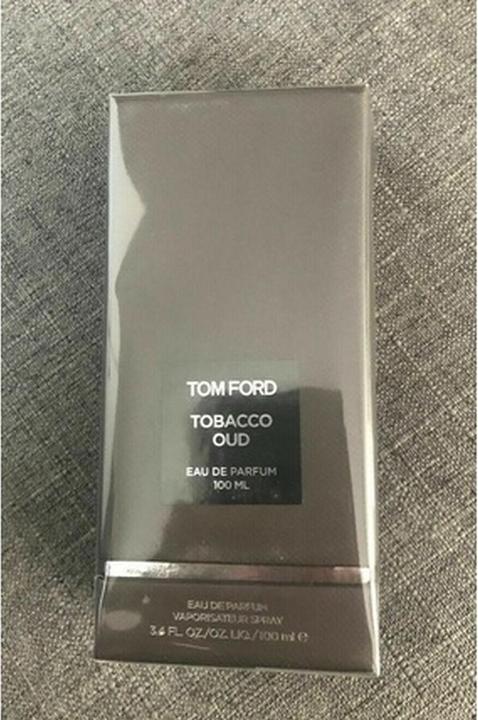 TOM FORD
TOBACCO
OUD
EAU DE PARFUM
100 ML
EAU DE PARFUM
VAPORISATEUR SPRAY
3.4 FL. OZ./OZ. LIQ./100 ml ℮